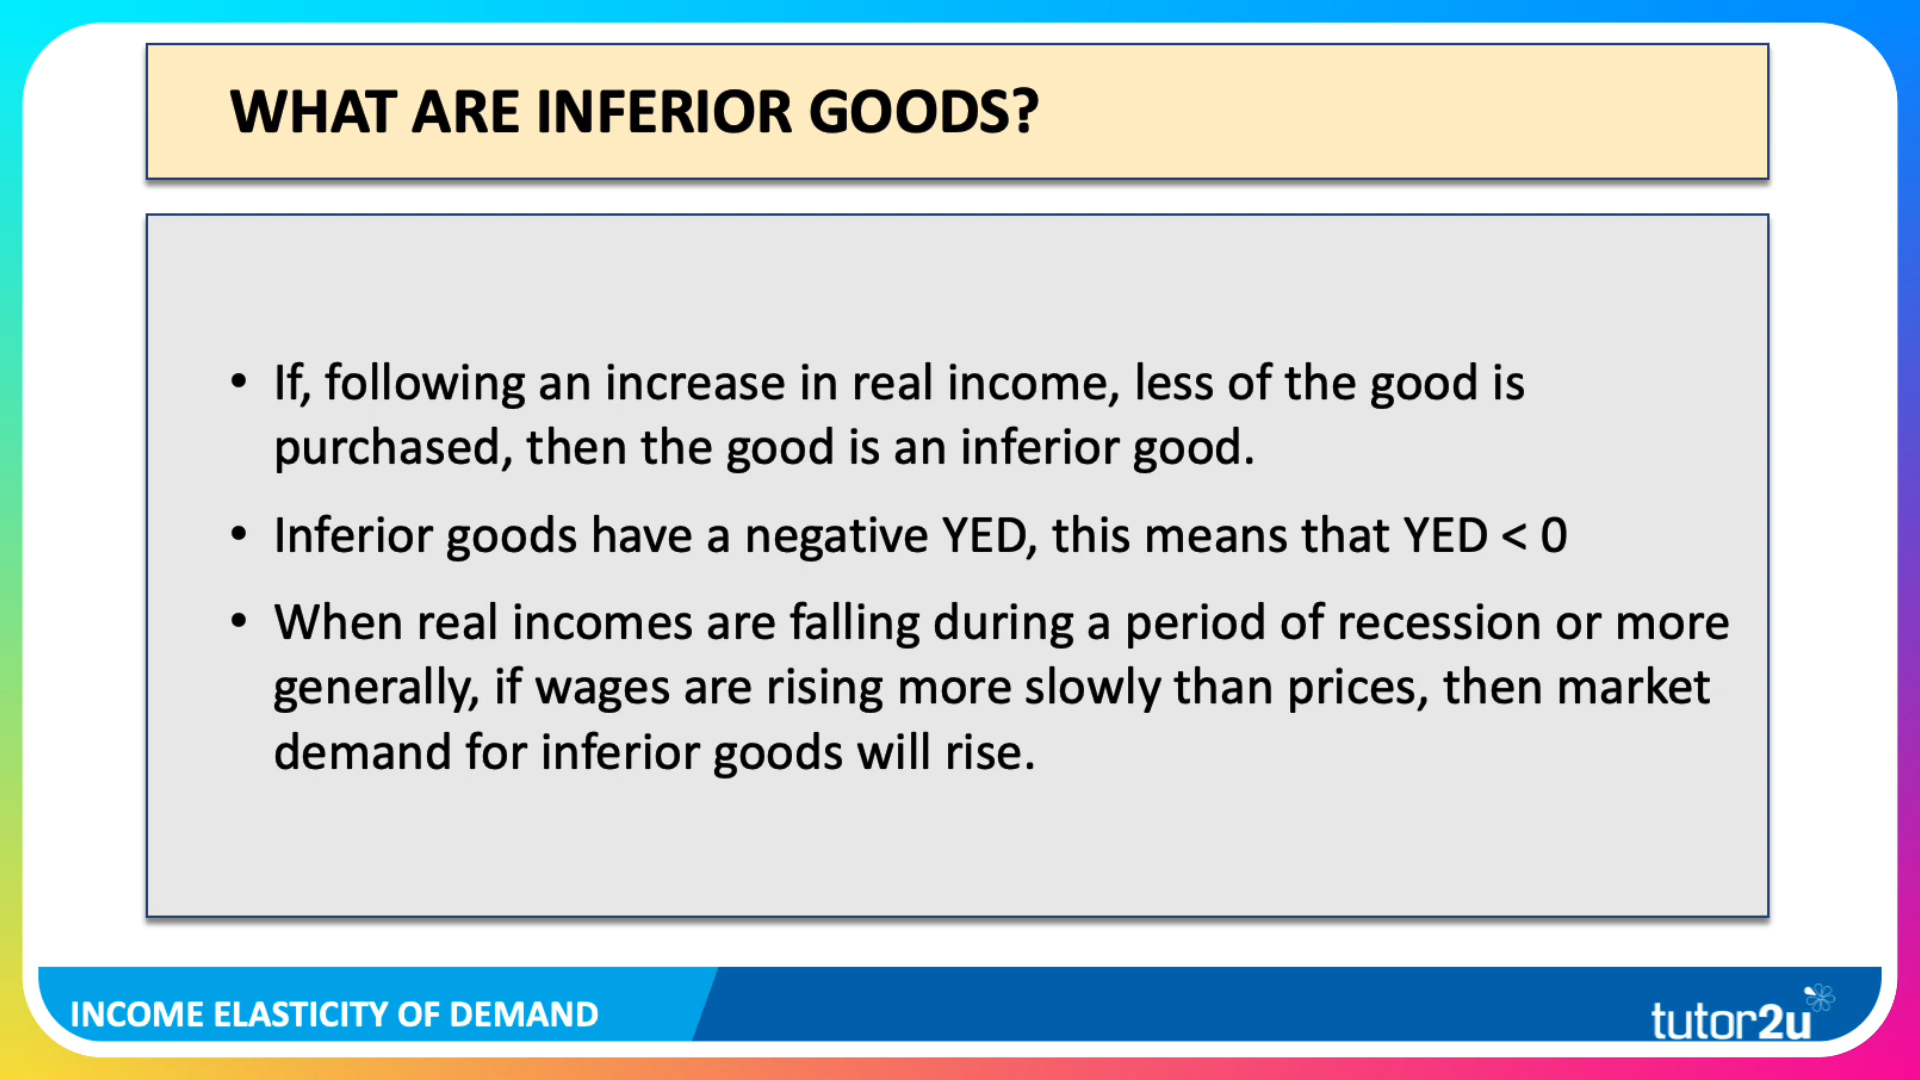 WHAT ARE INFERIOR GOODS?
• If, following an increase in real income, less of the good is
purchased, then the good is an inferior good.
• Inferior goods have a negative YED, this means that YED < 0
• When real incomes are falling during a period of recession or more
generally, if wages are rising more slowly than prices, then market
demand for inferior goods will rise.
INCOME ELASTICITY OF DEMAND
tutor2u